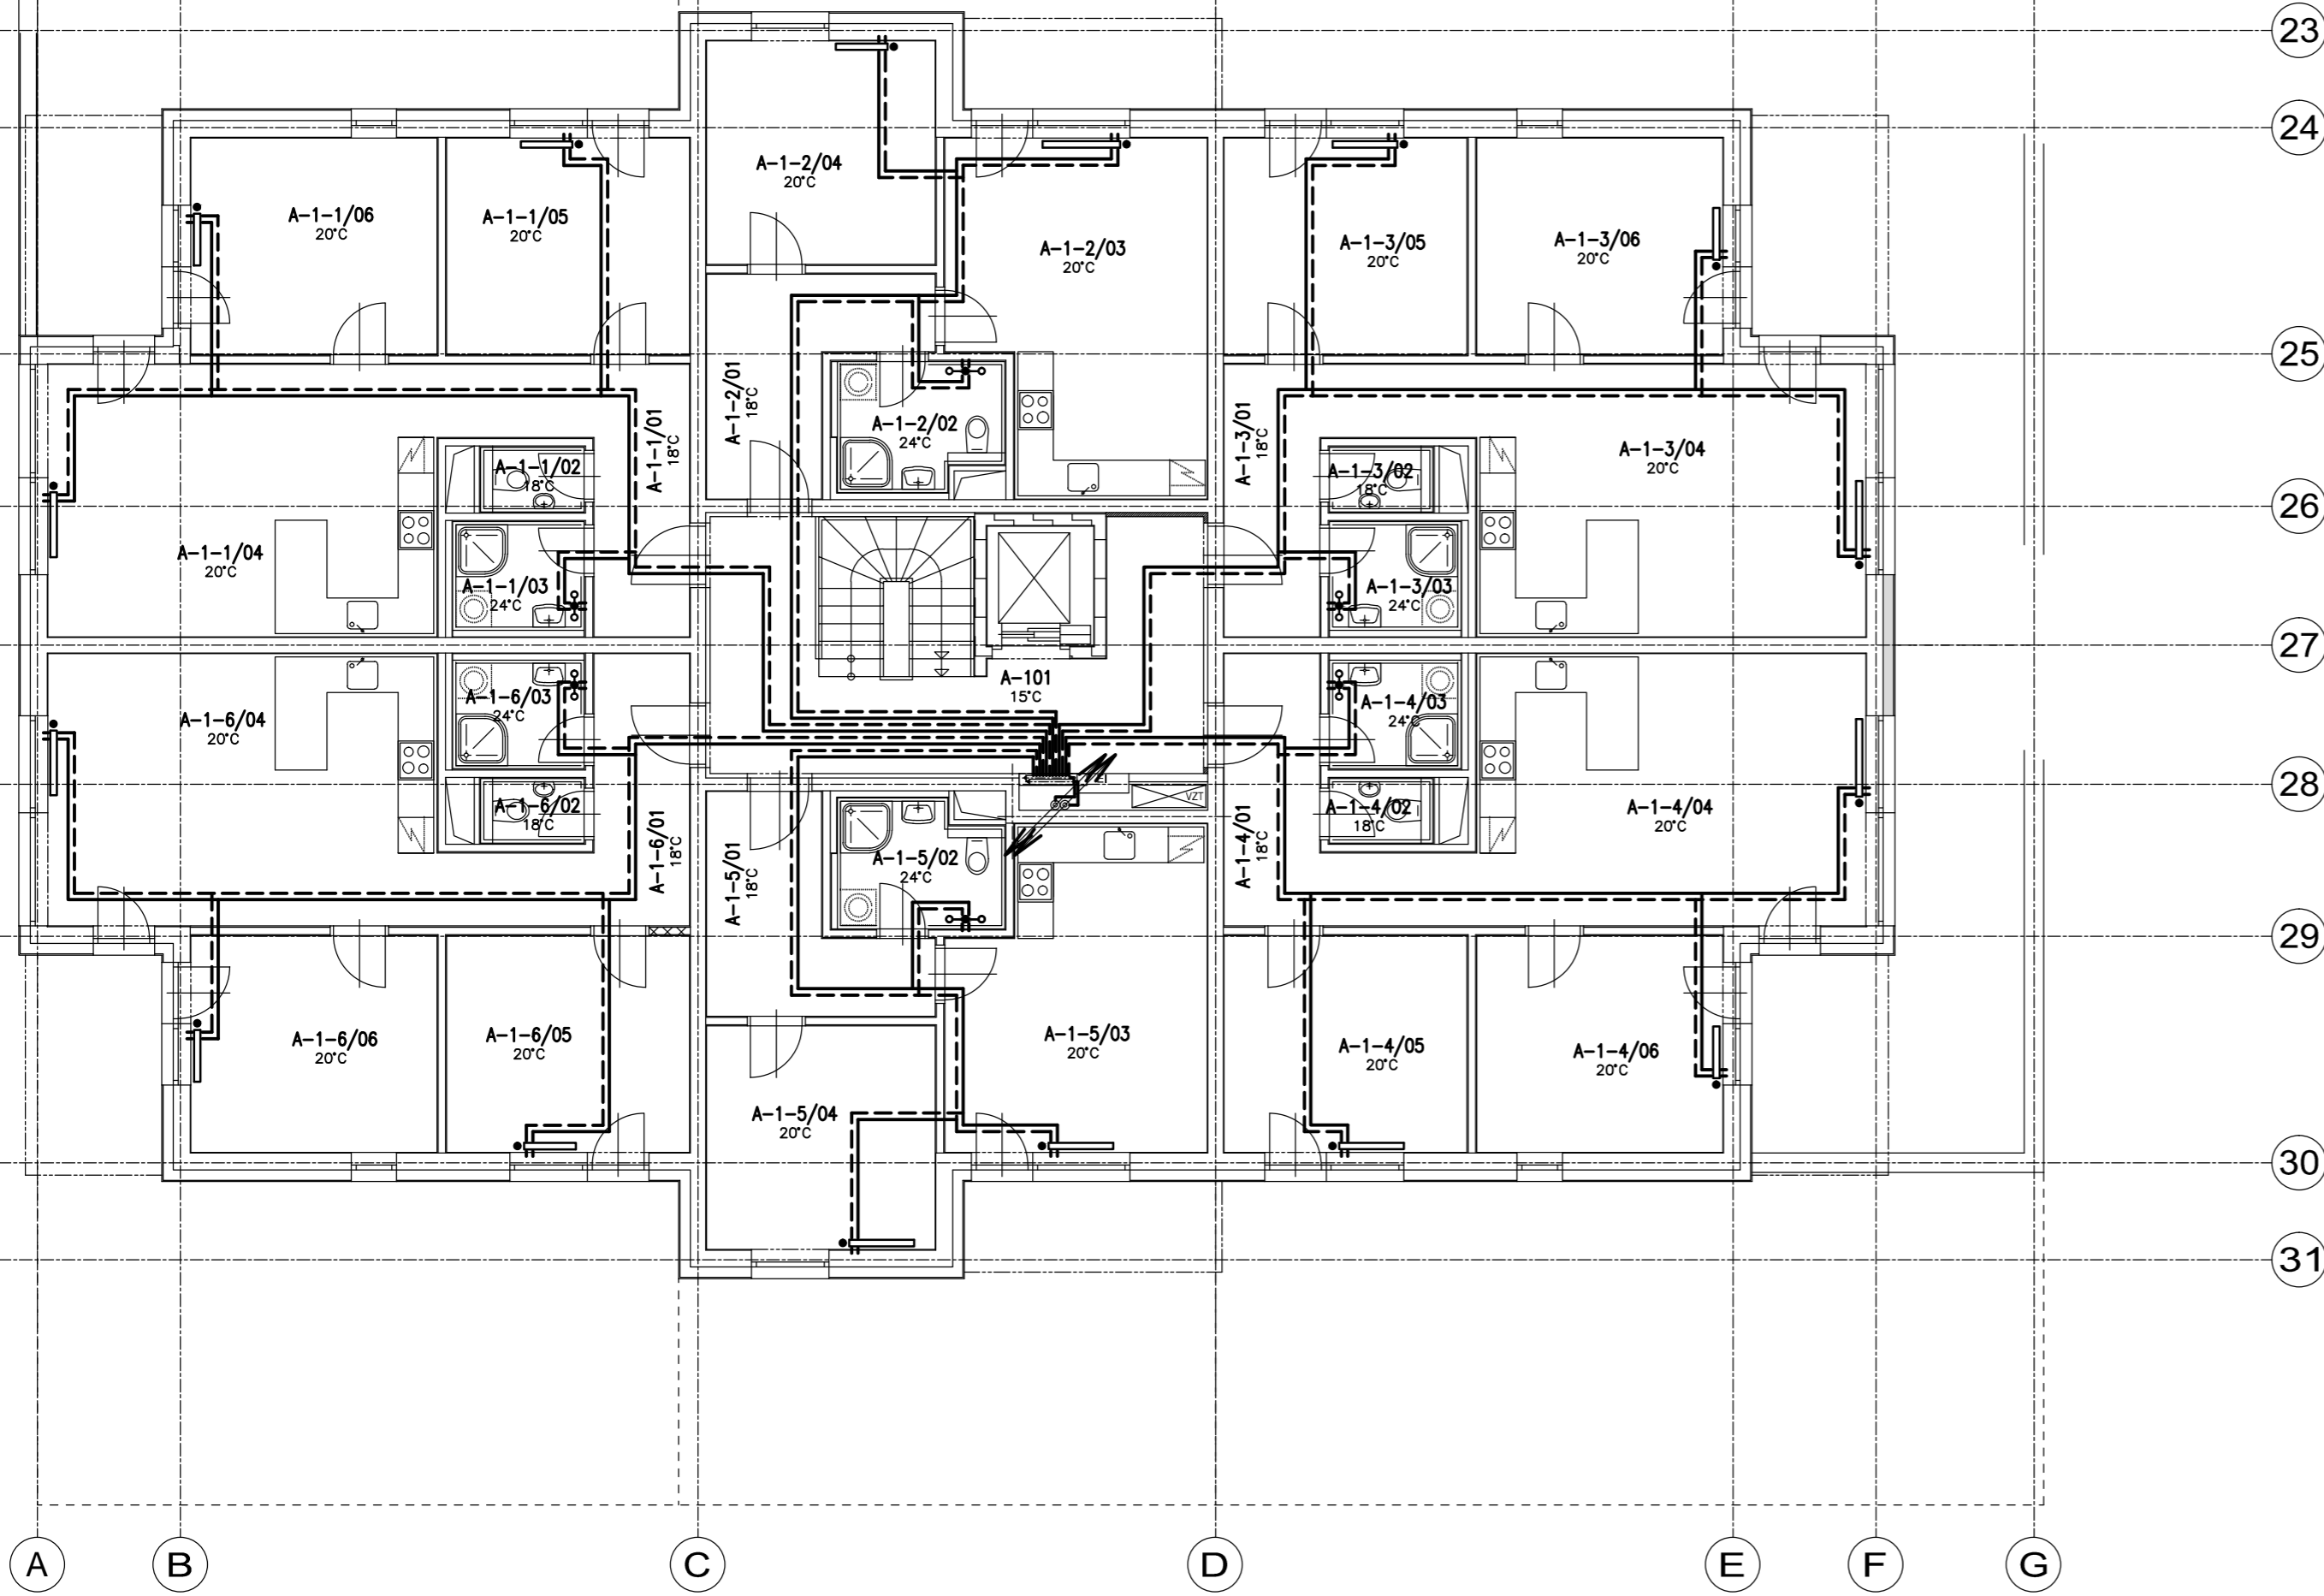 23
24
A-1-2/04
20°C
A-1-1/06
20°C
A-1-1/05
20°C
A-1-2/03
20°C
A-1-3/05
20°C
A-1-3/06
20°C
25
A-1-2/01
18°C
A-1-1/01
18°C
A-1-2/02
24°C
A-1-3/01
18°C
A-1-3/04
20°C
A-1-1/02
18°C
A-1-3/02
18°C
26
A-1-1/04
20°C
A-1-1/03
24°C
A-1-3/03
24°C
27
A-101
15°C
A-1-6/04
20°C
A-1-6/03
24°C
A-1-4/03
24°C
28
VZT
A-1-6/02
18°C
A-1-4/02
18°C
A-1-4/04
20°C
A-1-6/01
18°C
A-1-5/01
18°C
A-1-5/02
24°C
A-1-4/01
18°C
29
A-1-6/06
20°C
A-1-6/05
20°C
A-1-5/03
20°C
A-1-4/05
20°C
A-1-4/06
20°C
A-1-5/04
20°C
30
31
A
B
C
D
E
F
G